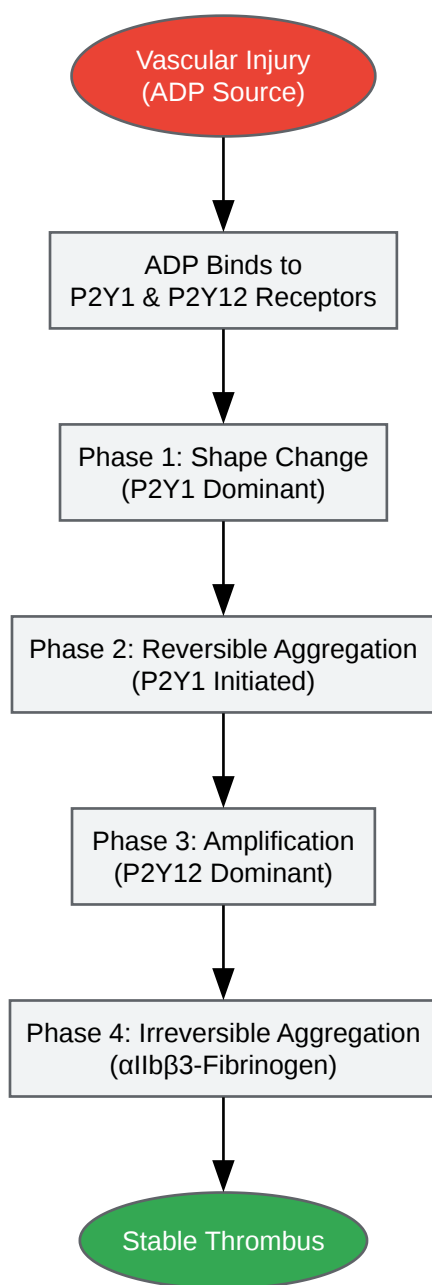 Vascular Injury
(ADP Source)
ADP Binds to
P2Y1 & P2Y12 Receptors
Phase 1: Shape Change
(P2Y1 Dominant)
Phase 2: Reversible Aggregation
(P2Y1 Initiated)
Phase 3: Amplification
(P2Y12 Dominant)
Phase 4: Irreversible Aggregation
(αIIbβ3-Fibrinogen)
Stable Thrombus